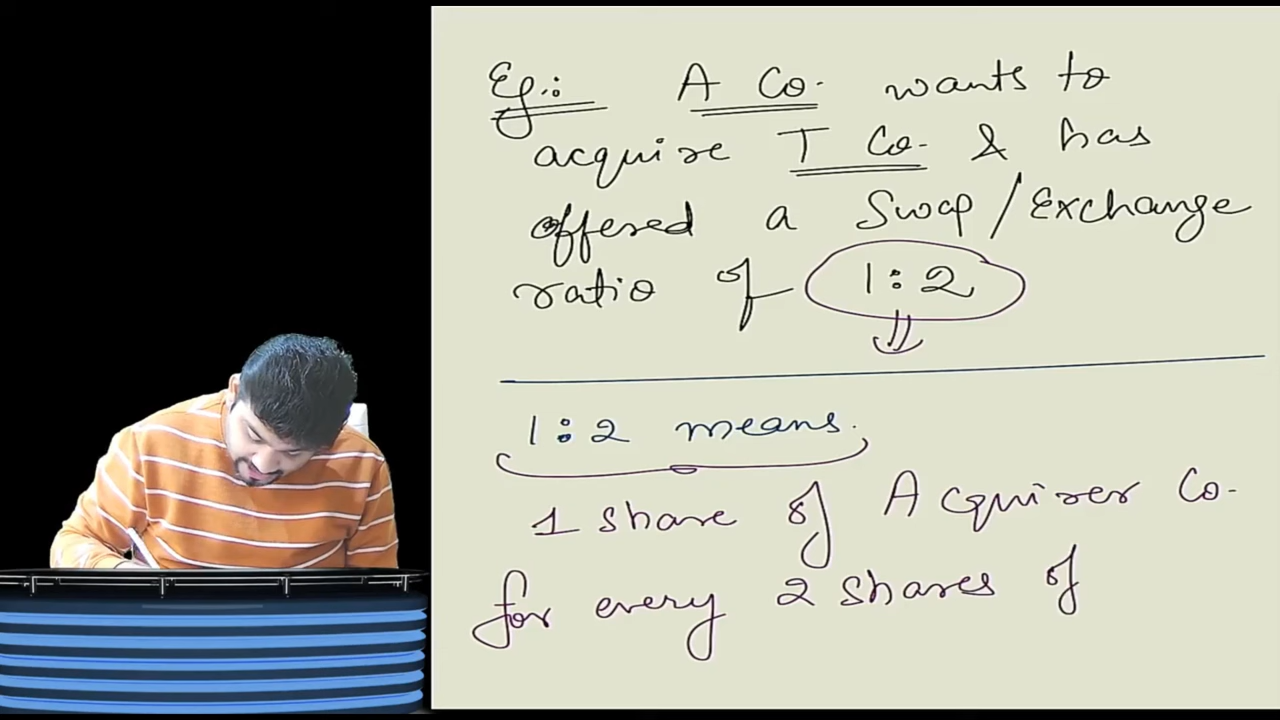 Eg.: A Co. wants to
acquire T Co. & has
offered a Swap/Exchange
ratio of 1:2
1:2 means.
1 share of Acquirer Co.
for every 2 shares of